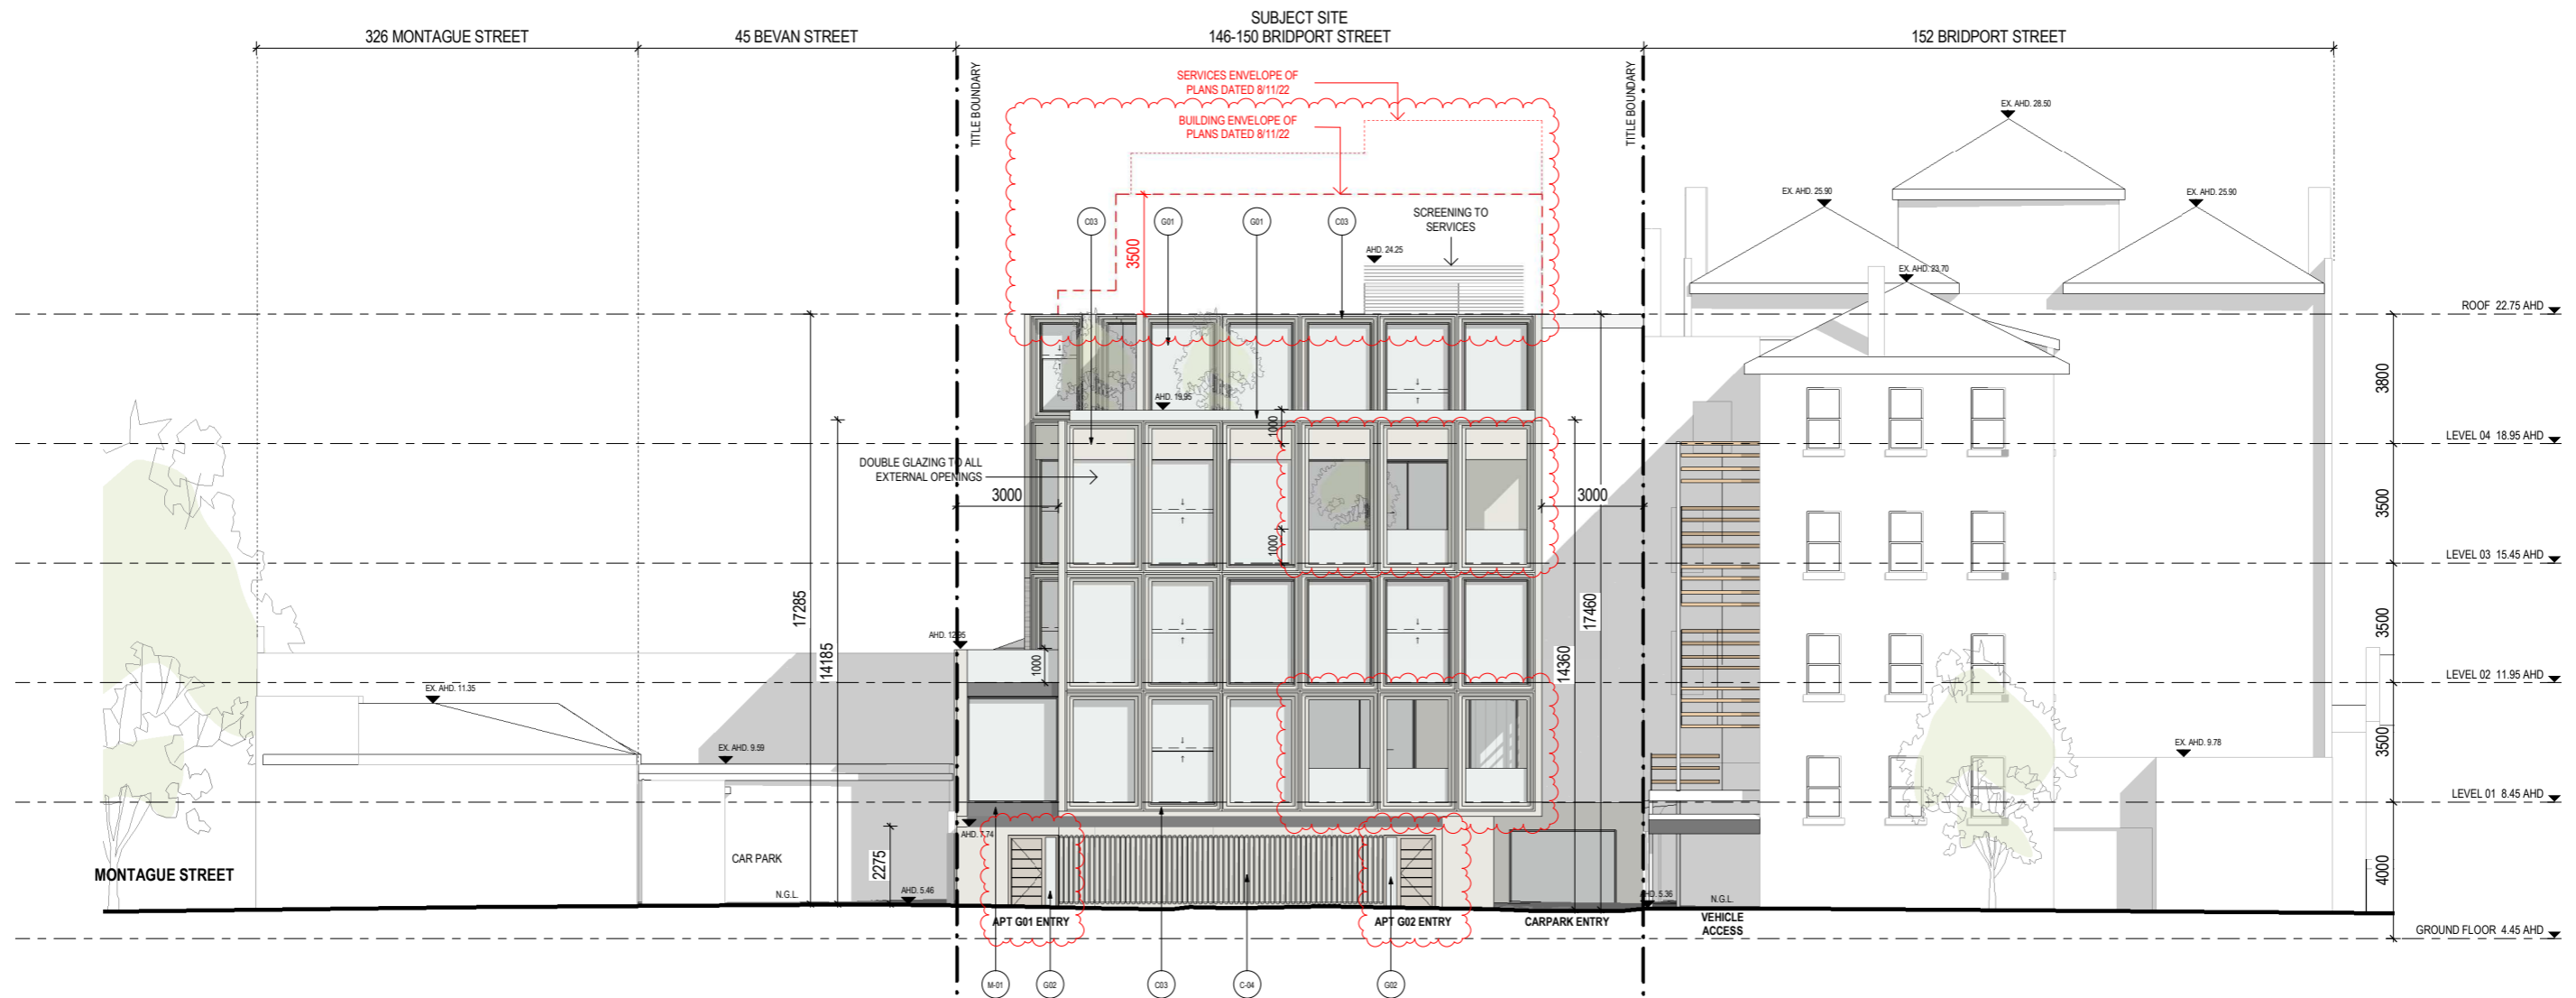 SUBJECT SITE
326 MONTAGUE STREET
45 BEVAN STREET
146-150 BRIDPORT STREET
152 BRIDPORT STREET
TITLE BOUNDARY
TITLE BOUNDARY
SERVICES ENVELOPE OF
PLANS DATED 8/11/22
BUILDING ENVELOPE OF
PLANS DATED 8/11/22
EX. AHD. 28.50
EX. AHD. 25.90
EX. AHD. 25.90
C03
G01
G01
C03
SCREENING TO
SERVICES
3500
AHD. 24.25
EX. AHD. 23.70
ROOF 22.75 AHD
3800
AHD. 19.95
1000
LEVEL 04 18.95 AHD
DOUBLE GLAZING TO ALL
EXTERNAL OPENINGS
3000
3000
3500
1000
LEVEL 03 15.45 AHD
17285
14185
17460
14360
3500
AHD. 12.95
1000
LEVEL 02 11.95 AHD
EX. AHD. 11.35
EX. AHD. 9.59
EX. AHD. 9.78
3500
LEVEL 01 8.45 AHD
AHD. 7.74
CAR PARK
2275
MONTAGUE STREET
4000
N.G.L.
AHD. 5.46
AHD. 5.36
N.G.L.
APT G01 ENTRY
APT G02 ENTRY
CARPARK ENTRY
VEHICLE
ACCESS
GROUND FLOOR 4.45 AHD
M-01
G02
C03
C-04
G02